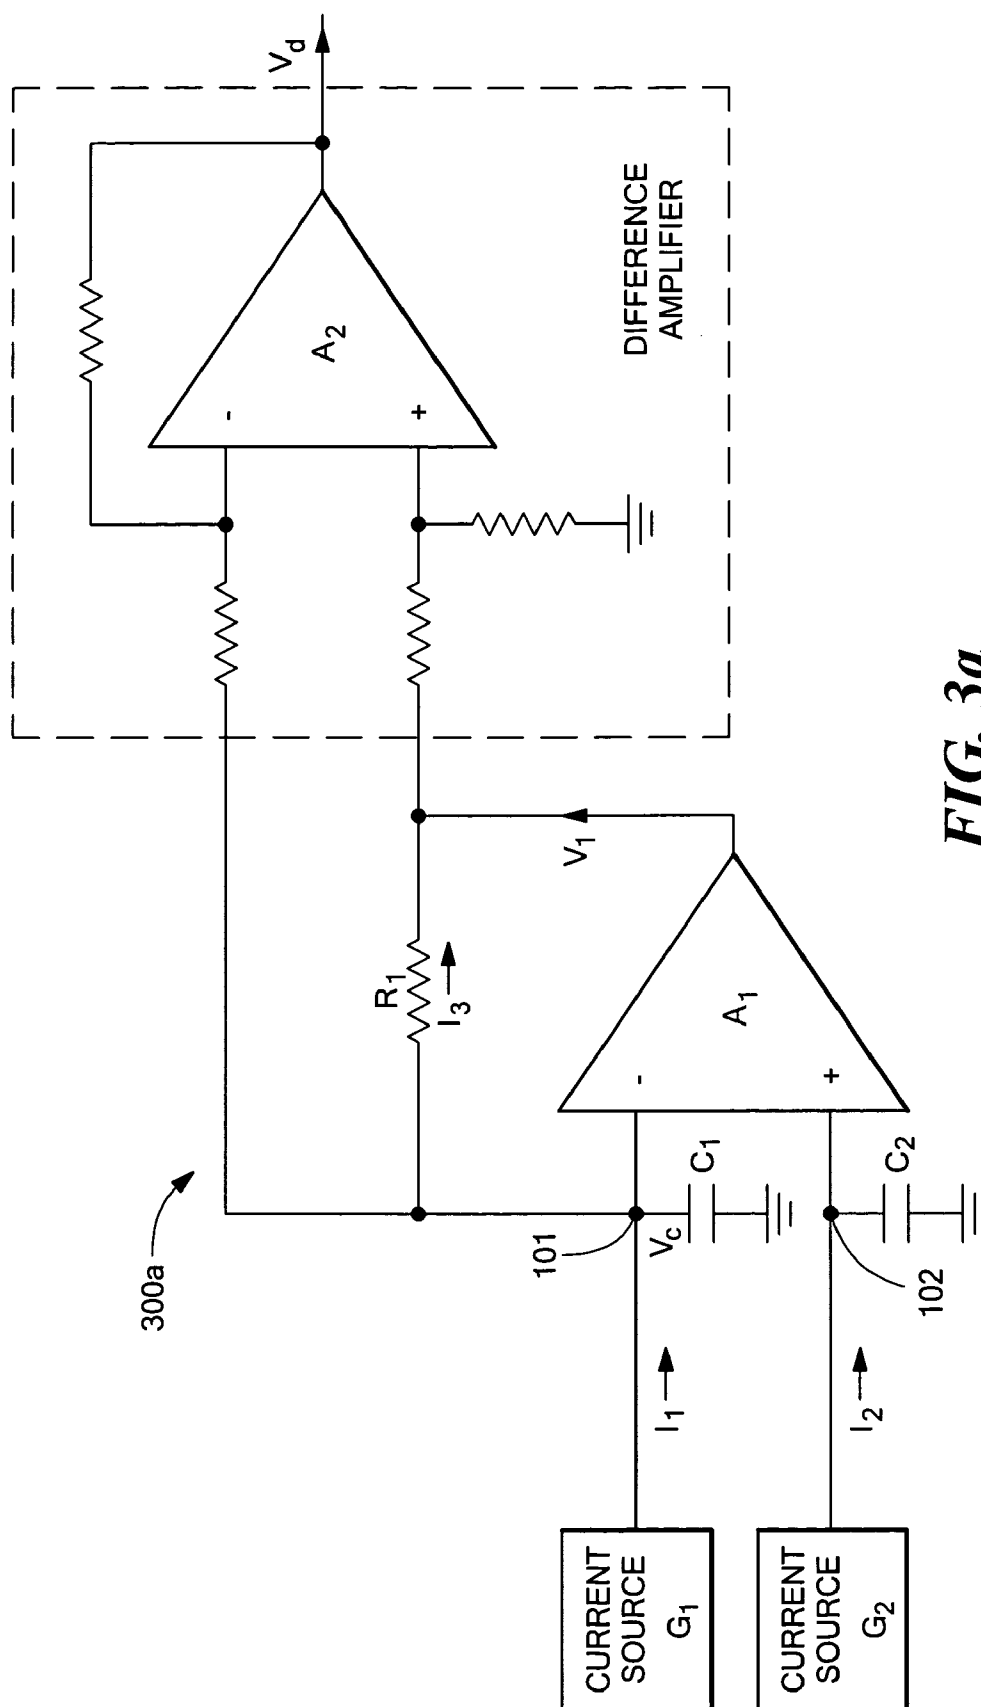 300a
V_d
A_2
-
+
DIFFERENCE
AMPLIFIER
R_1
I_3
V_1
A_1
-
+
101
V_c
C_1
102
C_2
I_1
I_2
CURRENT
SOURCE
G_1
CURRENT
SOURCE
G_2
FIG. 3a